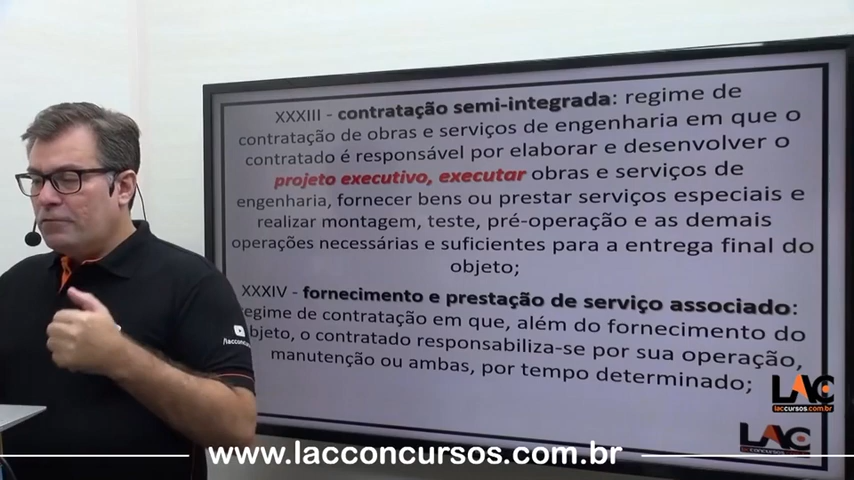 XXXIII - contratação semi-integrada: regime de
contratação de obras e serviços de engenharia em que o
contratado é responsável por elaborar e desenvolver o
projeto executivo, executar obras e serviços de
engenharia, fornecer bens ou prestar serviços especiais e
realizar montagem, teste, pré-operação e as demais
operações necessárias e suficientes para a entrega final do
objeto;
XXXIV - fornecimento e prestação de serviço associado:
regime de contratação em que, além do fornecimento do
objeto, o contratado responsabiliza-se por sua operação,
manutenção ou ambas, por tempo determinado;
LAC
laccursos.com.br
LAC
CONCURSOS
www.lacconcursos.com.br